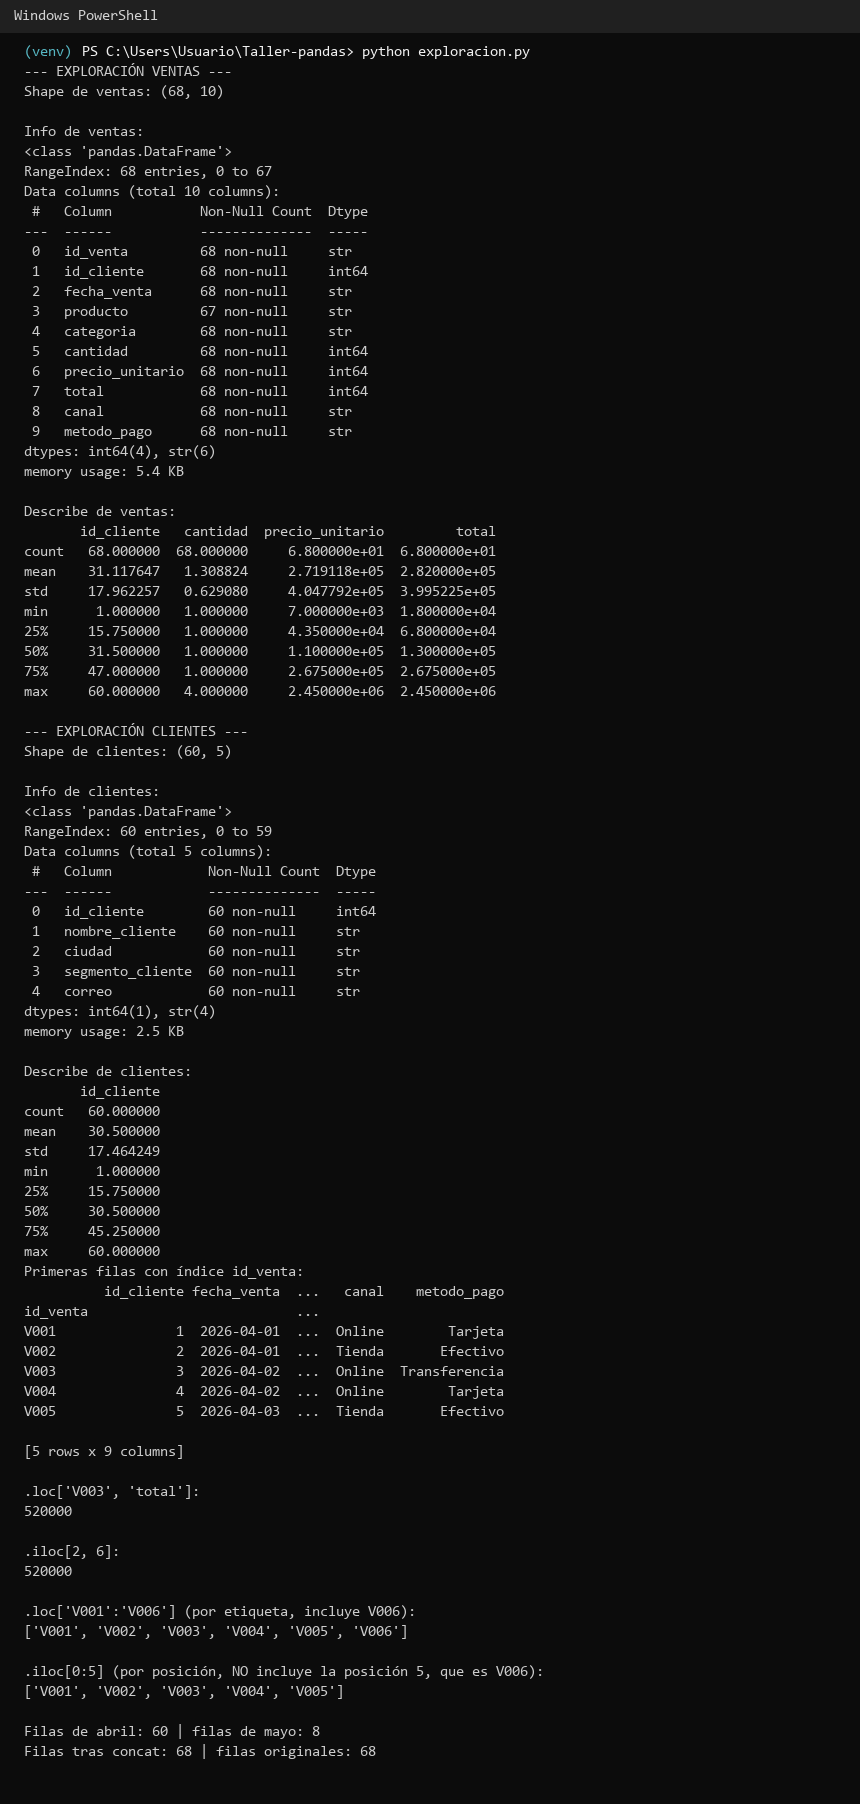 Windows PowerShell
(venv) PS C:\Users\Usuario\Taller-pandas> python exploracion.py
--- EXPLORACIÓN VENTAS ---
Shape de ventas: (68, 10)
Info de ventas:
<class 'pandas.DataFrame'>
RangeIndex: 68 entries, 0 to 67
Data columns (total 10 columns):
 #   Column           Non-Null Count  Dtype
---  ------           --------------  -----
 0   id_venta         68 non-null     str
 1   id_cliente       68 non-null     int64
 2   fecha_venta      68 non-null     str
 3   producto         67 non-null     str
 4   categoria        68 non-null     str
 5   cantidad         68 non-null     int64
 6   precio_unitario  68 non-null     int64
 7   total            68 non-null     int64
 8   canal            68 non-null     str
 9   metodo_pago      68 non-null     str
dtypes: int64(4), str(6)
memory usage: 5.4 KB
Describe de ventas:
       id_cliente   cantidad  precio_unitario         total
count   68.000000  68.000000     6.800000e+01  6.800000e+01
mean    31.117647   1.308824     2.719118e+05  2.820000e+05
std     17.962257   0.629080     4.047792e+05  3.995225e+05
min      1.000000   1.000000     7.000000e+03  1.800000e+04
25%     15.750000   1.000000     4.350000e+04  6.800000e+04
50%     31.500000   1.000000     1.100000e+05  1.300000e+05
75%     47.000000   1.000000     2.675000e+05  2.675000e+05
max     60.000000   4.000000     2.450000e+06  2.450000e+06
--- EXPLORACIÓN CLIENTES ---
Shape de clientes: (60, 5)
Info de clientes:
<class 'pandas.DataFrame'>
RangeIndex: 60 entries, 0 to 59
Data columns (total 5 columns):
 #   Column            Non-Null Count  Dtype
---  ------            --------------  -----
 0   id_cliente        60 non-null     int64
 1   nombre_cliente    60 non-null     str
 2   ciudad            60 non-null     str
 3   segmento_cliente  60 non-null     str
 4   correo            60 non-null     str
dtypes: int64(1), str(4)
memory usage: 2.5 KB
Describe de clientes:
       id_cliente
count   60.000000
mean    30.500000
std     17.464249
min      1.000000
25%     15.750000
50%     30.500000
75%     45.250000
max     60.000000
Primeras filas con índice id_venta:
          id_cliente fecha_venta  ...   canal    metodo_pago
id_venta                          ...
V001               1  2026-04-01  ...  Online        Tarjeta
V002               2  2026-04-01  ...  Tienda       Efectivo
V003               3  2026-04-02  ...  Online  Transferencia
V004               4  2026-04-02  ...  Online        Tarjeta
V005               5  2026-04-03  ...  Tienda       Efectivo
[5 rows x 9 columns]
.loc['V003', 'total']:
520000
.iloc[2, 6]:
520000
.loc['V001':'V006'] (por etiqueta, incluye V006):
['V001', 'V002', 'V003', 'V004', 'V005', 'V006']
.iloc[0:5] (por posición, NO incluye la posición 5, que es V006):
['V001', 'V002', 'V003', 'V004', 'V005']
Filas de abril: 60 | filas de mayo: 8
Filas tras concat: 68 | filas originales: 68